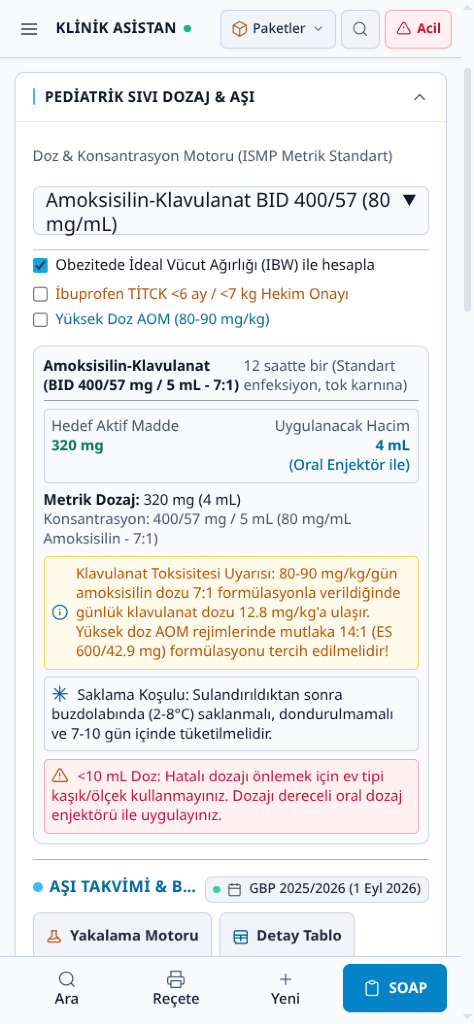 KLİNİK ASİSTAN
Paketler
Acil
PEDİATRİK SIVI DOZAJ & AŞI
Doz & Konsantrasyon Motoru (ISMP Metrik Standart)
Amoksisilin-Klavulanat BID 400/57 (80
mg/mL)
Obezitede İdeal Vücut Ağırlığı (IBW) ile hesapla
İbuprofen TİTCK <6 ay / <7 kg Hekim Onayı
Yüksek Doz AOM (80-90 mg/kg)
Amoksisilin-Klavulanat
(BID 400/57 mg / 5 mL - 7:1)
12 saatte bir (Standart
enfeksiyon, tok karnına)
Hedef Aktif Madde
320 mg
Uygulanacak Hacim
4 mL
(Oral Enjektör ile)
Metrik Dozaj: 320 mg (4 mL)
Konsantrasyon: 400/57 mg / 5 mL (80 mg/mL
Amoksisilin - 7:1)
Klavulanat Toksisitesi Uyarısı: 80-90 mg/kg/gün
amoksisilin dozu 7:1 formülasyonla verildiğinde
günlük klavulanat dozu 12.8 mg/kg'a ulaşır.
Yüksek doz AOM rejimlerinde mutlaka 14:1 (ES
600/42.9 mg) formülasyonu tercih edilmelidir!
Saklama Koşulu: Sulandırıldıktan sonra
buzdolabında (2-8°C) saklanmalı, dondurulmamalı
ve 7-10 gün içinde tüketilmelidir.
<10 mL Doz: Hatalı dozajı önlemek için ev tipi
kaşık/ölçek kullanmayınız. Dozajı dereceli oral dozaj
enjektörü ile uygulayınız.
AŞI TAKVİMİ & B...
GBP 2025/2026 (1 Eyl 2026)
Yakalama Motoru
Detay Tablo
Ara
Reçete
Yeni
SOAP